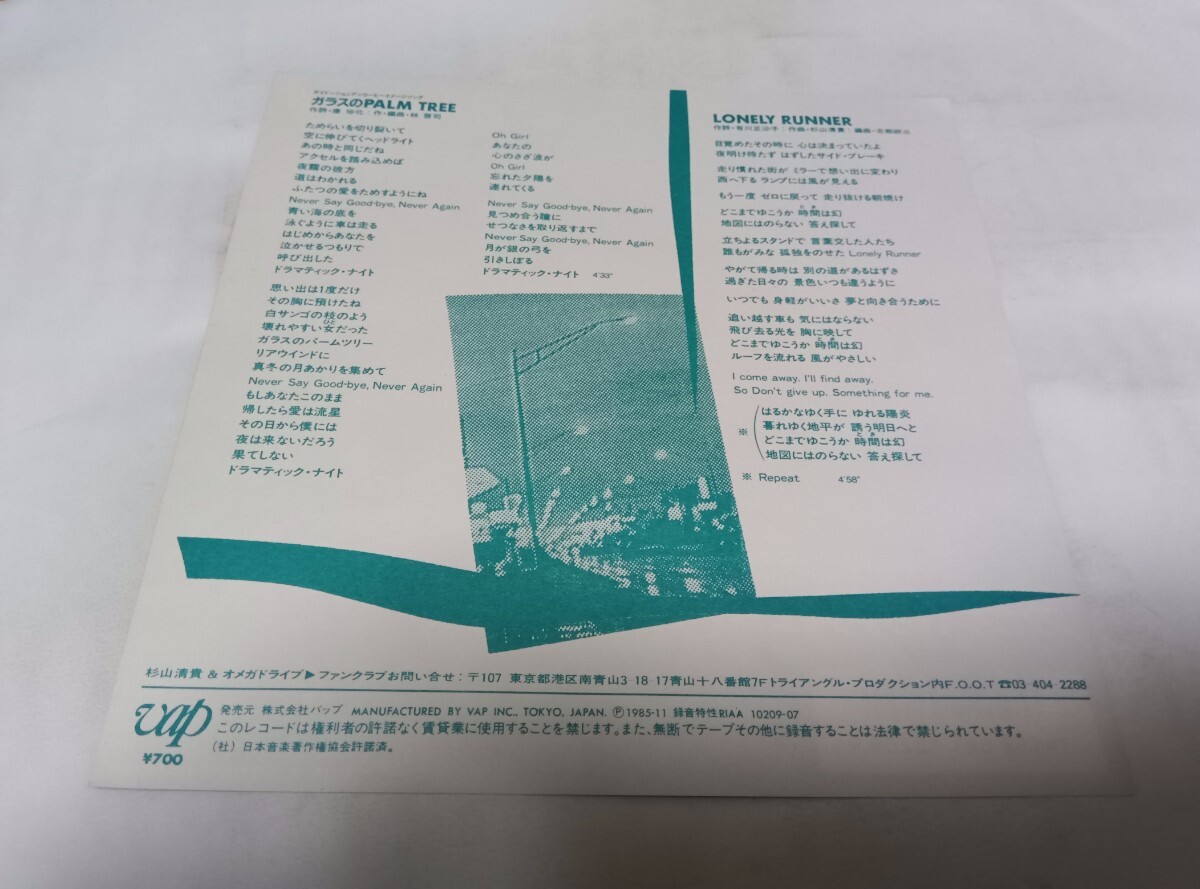 ガラスのPALM TREE
ためらいを切り裂いて
空に伸びてくヘッドライト
あの時と同じだね
アクセルを踏み込めば
夜霧の彼方
道はわかれる
ふたつの愛をためすようにね
Never Say Good-bye, Never Again
青い海の底を
泳ぐように車は走る
はじめからあなたを
泣かせるつもりで
呼び出した
ドラマティック・ナイト
思い出は1度だけ
その胸に預けたね
白サンゴの枝のよう
ひと
壊れやすい女だった
ガラスのパームツリー
リアウインドに
真冬の月あかりを集めて
Never Say Good-bye, Never Again
もしあなたこのまま
帰したら愛は流星
その日から僕には
夜は来ないだろう
果てしない
ドラマティック・ナイト
Oh Girl
あなたの
心のさざ波が
Oh Girl
忘れた夕陽を
連れてくる
Never Say Good-bye, Never Again
見つめ合う瞳に
せつなさを取り返すまで
Never Say Good-bye, Never Again
月が銀の弓を
引きしぼる
ドラマティック・ナイト 4'33"
LONELY RUNNER
作曲・杉山清貴
目覚めたその時に 心は決まっていたよ
夜明け待たず はずしたサイド・ブレーキ
走り慣れた街が ミラーで想い出に変わり
西へ下る ランプには風が見える
もう一度 ゼロに戻って 走り抜ける朝焼け
とき
どこまでゆこうか 時間は幻
地図にはのらない 答え探して
立ちよるスタンドで 言葉交した人たち
誰もがみな 孤独をのせた Lonely Runner
やがて帰る時は 別の道があるはずさ
過ぎた日々の 景色いつも違うように
いつでも 身軽がいいさ 夢と向き合うために
追い越す車も 気にはならない
飛び去る光を 胸に映して
とき
どこまでゆこうか 時間は幻
ルーフを流れる 風がやさしい
I come away. I'll find away.
So Don't give up. Something for me.
はるかなゆく手に ゆれる陽炎
※ 暮れゆく地平が 誘う明日へと
とき
どこまでゆこうか 時間は幻
地図にはのらない 答え探して
※ Repeat 4'58"
杉山清貴 & オメガドライブ▶ファンクラブお問い合せ：〒107 東京都港区南青山3-18-17青山十八番館7Fトライアングル・プロダクション内F.O.O.T ☎03 404 2288
vap 発売元 株式会社バップ MANUFACTURED BY VAP INC., TOKYO, JAPAN. Ⓟ1985-11 録音特性RIAA 10209-07
このレコードは権利者の許諾なく賃貸業に使用することを禁じます。また、無断でテープその他に録音することは法律で禁じられています。
（社）日本音楽著作権協会許諾済。
¥700